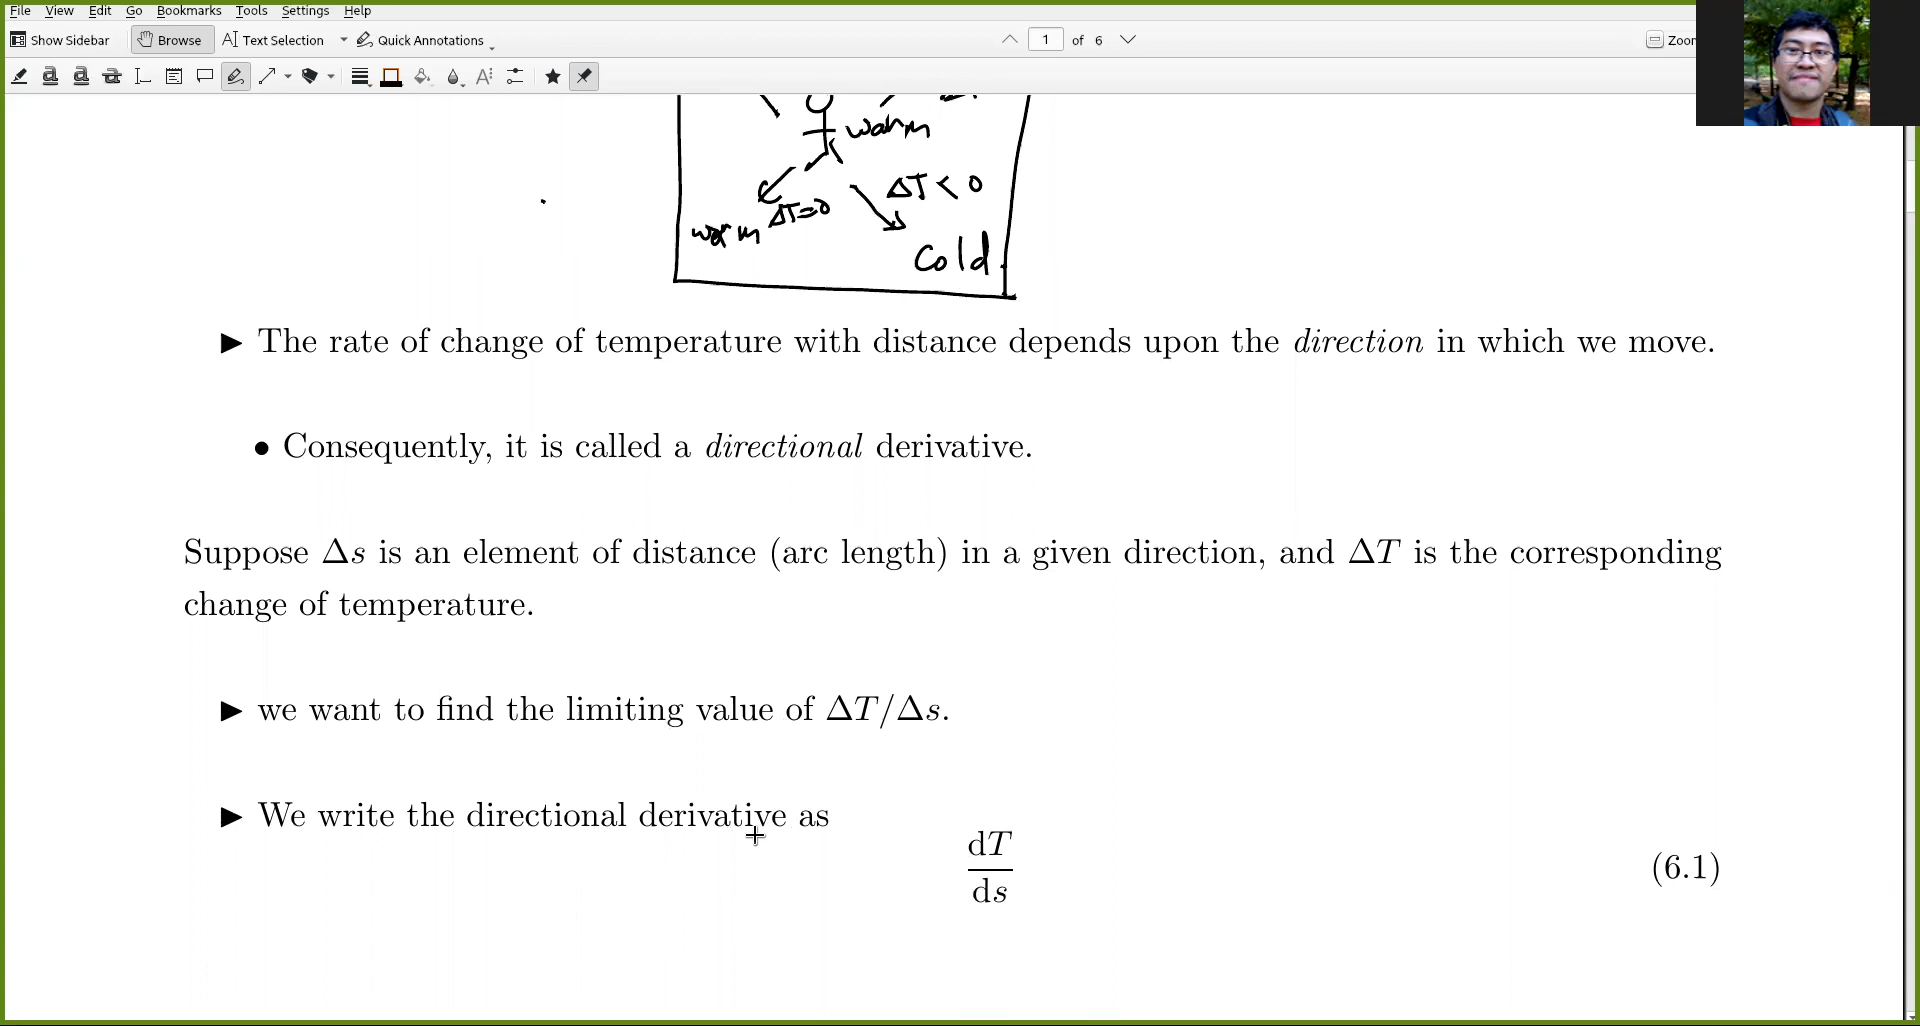 File View Edit Go Bookmarks Tools Settings Help
Show Sidebar Browse Text Selection Quick Annotations 1 of 6
warm
ΔT < 0
ΔT=0
warm
Cold
▶ The rate of change of temperature with distance depends upon the direction in which we move.
• Consequently, it is called a directional derivative.
Suppose Δs is an element of distance (arc length) in a given direction, and ΔT is the corresponding
change of temperature.
▶ we want to find the limiting value of ΔT/Δs.
▶ We write the directional derivative as
dT
ds
(6.1)